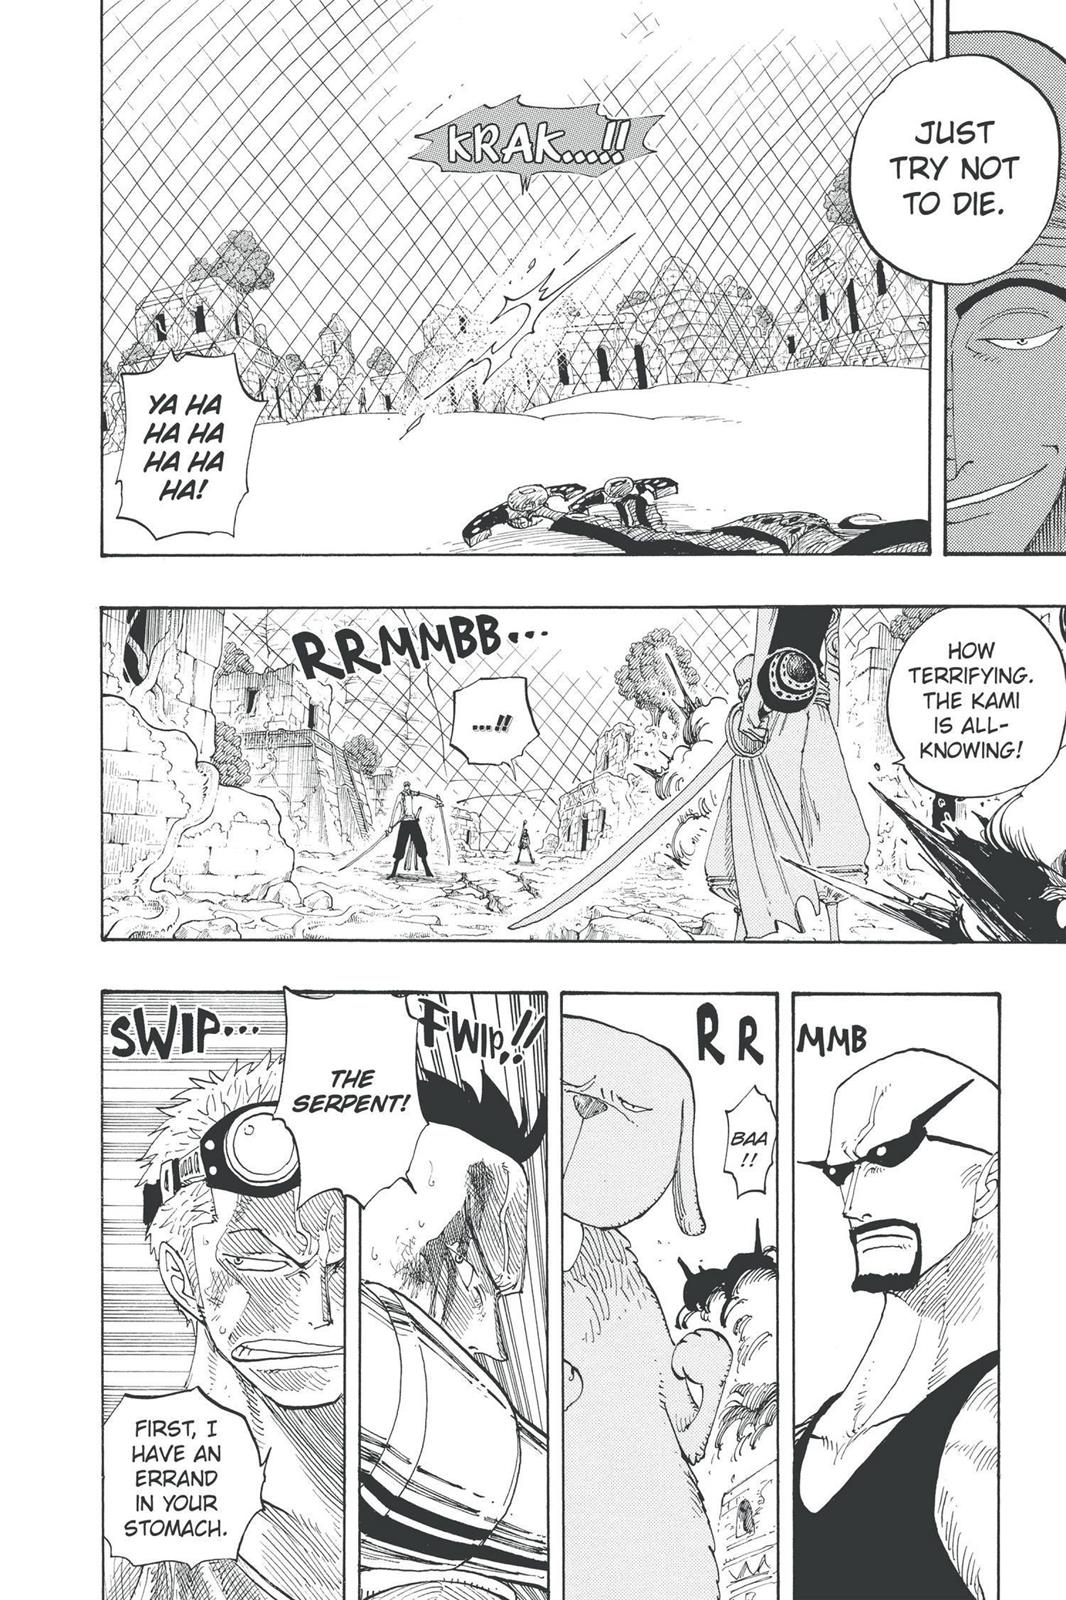 JUST
TRY NOT
TO DIE.
KRAK....!!
YA HA
HA HA
HA HA
HA!
HOW
TERRIFYING.
THE KAMI
IS ALL-
KNOWING!
RRMMBB...
...!!
MMB
RR
BAA
!!
FWIP..!!
THE
SERPENT!
SWIP...
FIRST, I
HAVE AN
ERRAND
IN YOUR
STOMACH.